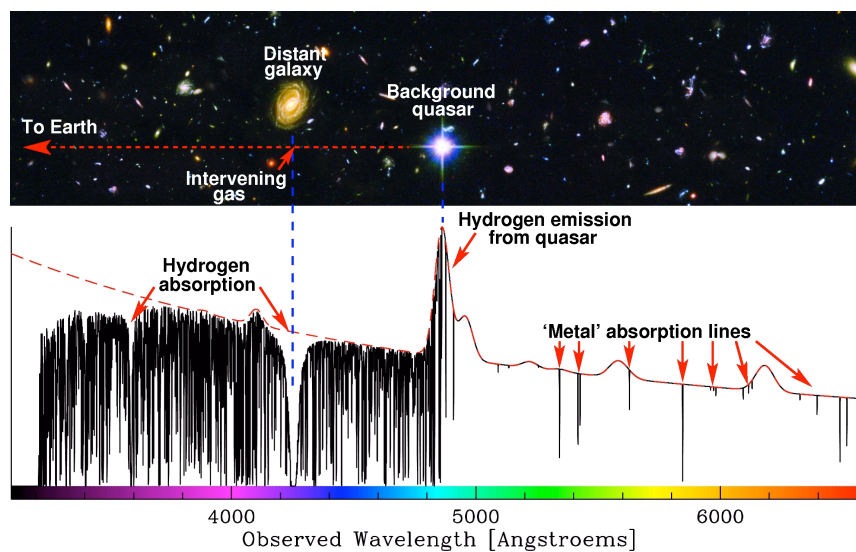 Distant
galaxy
Background
quasar
To Earth
Intervening
gas
Hydrogen emission
from quasar
Hydrogen
absorption
‘Metal’ absorption lines
4000 5000 6000
Observed Wavelength [Angstroems]